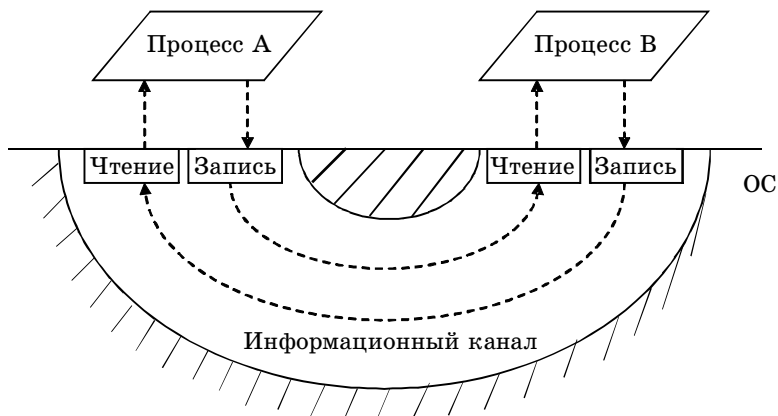 Процесс А
Процесс В
Чтение
Запись
Чтение
Запись
ОС
Информационный канал